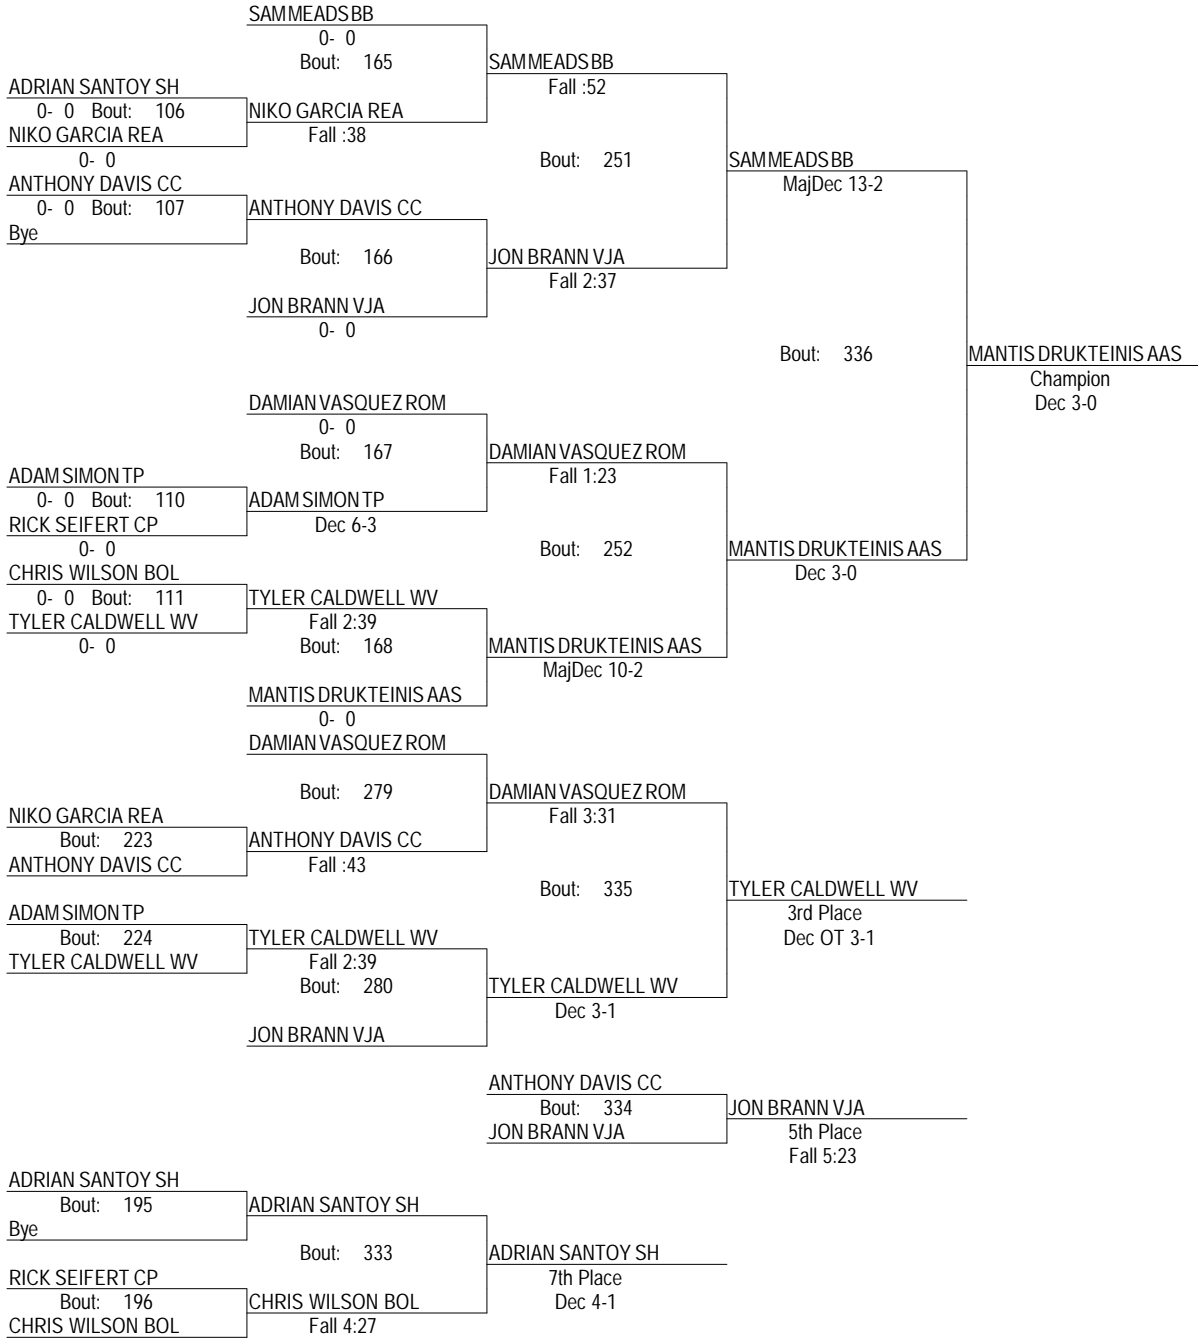 SAM MEADS BB
0- 0
Bout: 165
SAM MEADS BB
ADRIAN SANTOY SH
Fall :52
0- 0 Bout: 106
NIKO GARCIA REA
NIKO GARCIA REA
Fall :38
0- 0
Bout: 251
SAM MEADS BB
ANTHONY DAVIS CC
MajDec 13-2
0- 0 Bout: 107
ANTHONY DAVIS CC
Bye
Bout: 166
JON BRANN VJA
Fall 2:37
JON BRANN VJA
0- 0
Bout: 336
MANTIS DRUKTEINIS AAS
Champion
Dec 3-0
DAMIAN VASQUEZ ROM
0- 0
Bout: 167
DAMIAN VASQUEZ ROM
ADAM SIMON TP
Fall 1:23
0- 0 Bout: 110
ADAM SIMON TP
RICK SEIFERT CP
Dec 6-3
0- 0
Bout: 252
MANTIS DRUKTEINIS AAS
CHRIS WILSON BOL
Dec 3-0
0- 0 Bout: 111
TYLER CALDWELL WV
TYLER CALDWELL WV
Fall 2:39
0- 0
Bout: 168
MANTIS DRUKTEINIS AAS
MajDec 10-2
MANTIS DRUKTEINIS AAS
0- 0
DAMIAN VASQUEZ ROM
Bout: 279
DAMIAN VASQUEZ ROM
NIKO GARCIA REA
Fall 3:31
Bout: 223
ANTHONY DAVIS CC
ANTHONY DAVIS CC
Fall :43
Bout: 335
TYLER CALDWELL WV
ADAM SIMON TP
3rd Place
Bout: 224
TYLER CALDWELL WV
Dec OT 3-1
TYLER CALDWELL WV
Fall 2:39
Bout: 280
TYLER CALDWELL WV
Dec 3-1
JON BRANN VJA
ANTHONY DAVIS CC
Bout: 334
JON BRANN VJA
JON BRANN VJA
5th Place
Fall 5:23
ADRIAN SANTOY SH
Bout: 195
ADRIAN SANTOY SH
Bye
Bout: 333
ADRIAN SANTOY SH
RICK SEIFERT CP
7th Place
Bout: 196
CHRIS WILSON BOL
Dec 4-1
CHRIS WILSON BOL
Fall 4:27